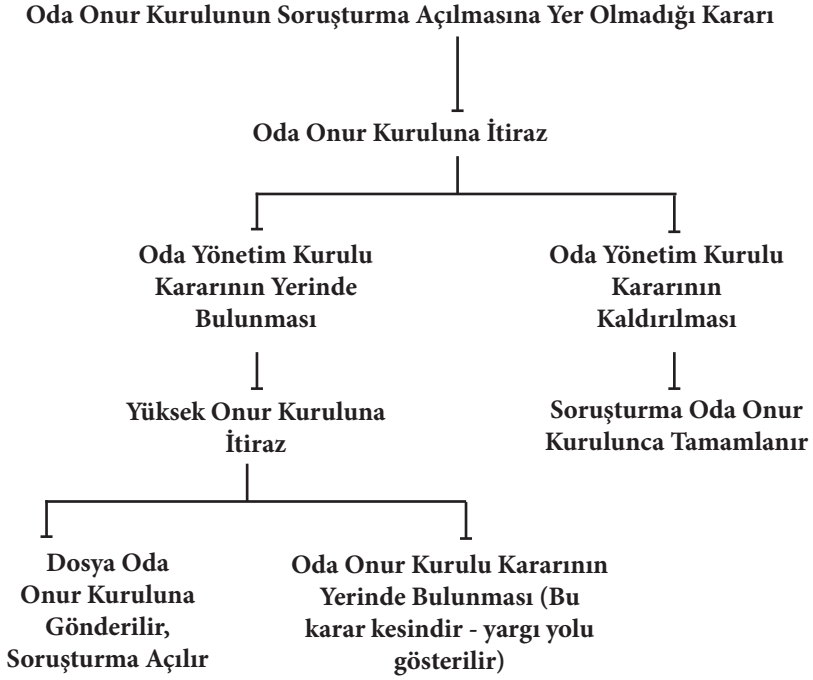 Oda Onur Kurulunun Soruşturma Açılmasına Yer Olmadığı Kararı
Oda Onur Kuruluna İtiraz
Oda Yönetim Kurulu
Kararının Yerinde
Bulunması
Oda Yönetim Kurulu
Kararının
Kaldırılması
Yüksek Onur Kuruluna
İtiraz
Soruşturma Oda Onur
Kurulunca Tamamlanır
Dosya Oda
Onur Kuruluna
Gönderilir,
Soruşturma Açılır
Oda Onur Kurulu Kararının
Yerinde Bulunması (Bu
karar kesindir - yargı yolu
gösterilir)